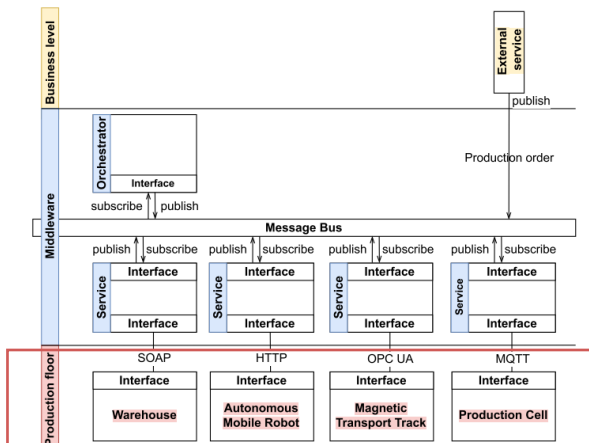 Business level
External
service
publish
Production order
Middleware
Orchestrator
Interface
subscribe
publish
Message Bus
publish
subscribe
publish
subscribe
publish
subscribe
publish
subscribe
Service
Interface
Interface
Service
Interface
Interface
Service
Interface
Interface
Service
Interface
Interface
Production floor
SOAP
HTTP
OPC UA
MQTT
Interface
Warehouse
Interface
Autonomous
Mobile Robot
Interface
Magnetic
Transport Track
Interface
Production Cell